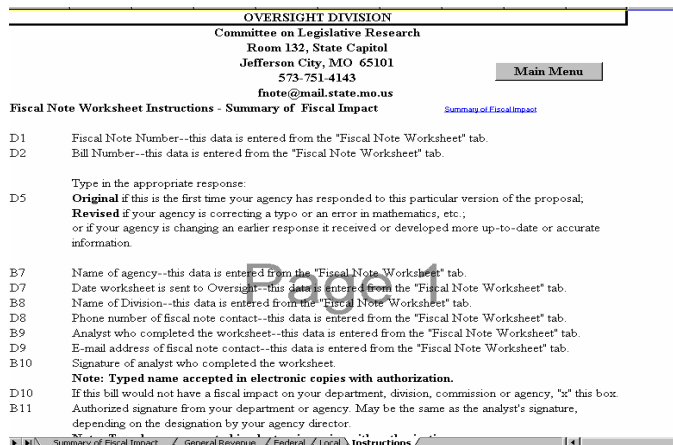 OVERSIGHT DIVISION
Committee on Legislative Research
Room 132, State Capitol
Jefferson City, MO 65101
573-751-4143
Main Menu
fnote@mail.state.mo.us
Fiscal Note Worksheet Instructions - Summary of Fiscal Impact
Summary of Fiscal Impact
D1 Fiscal Note Number--this data is entered from the "Fiscal Note Worksheet" tab.
D2 Bill Number--this data is entered from the "Fiscal Note Worksheet" tab.
Type in the appropriate response:
D5 Original if this is the first time your agency has responded to this particular version of the proposal;
Revised if your agency is correcting a typo or an error in mathematics, etc.;
or if your agency is changing an earlier response it received or developed more up-to-date or accurate
information.
B7 Name of agency--this data is entered from the "Fiscal Note Worksheet" tab.
D7 Date worksheet is sent to Oversight--this data is entered from the "Fiscal Note Worksheet" tab.
Page 1
B8 Name of Division--this data is entered from the "Fiscal Note Worksheet" tab.
D8 Phone number of fiscal note contact--this data is entered from the "Fiscal Note Worksheet" tab.
B9 Analyst who completed the worksheet--this data is entered from the "Fiscal Note Worksheet" tab.
D9 E-mail address of fiscal note contact--this data is entered from the "Fiscal Note Worksheet" tab.
B10 Signature of analyst who completed the worksheet.
Note: Typed name accepted in electronic copies with authorization.
D10 If this bill would not have a fiscal impact on your department, division, commission or agency, "x" this box.
B11 Authorized signature from your department or agency. May be the same as the analyst's signature,
depending on the designation by your agency director.
Summary of Fiscal Impact / General Revenue / Federal / Local \ Instructions /